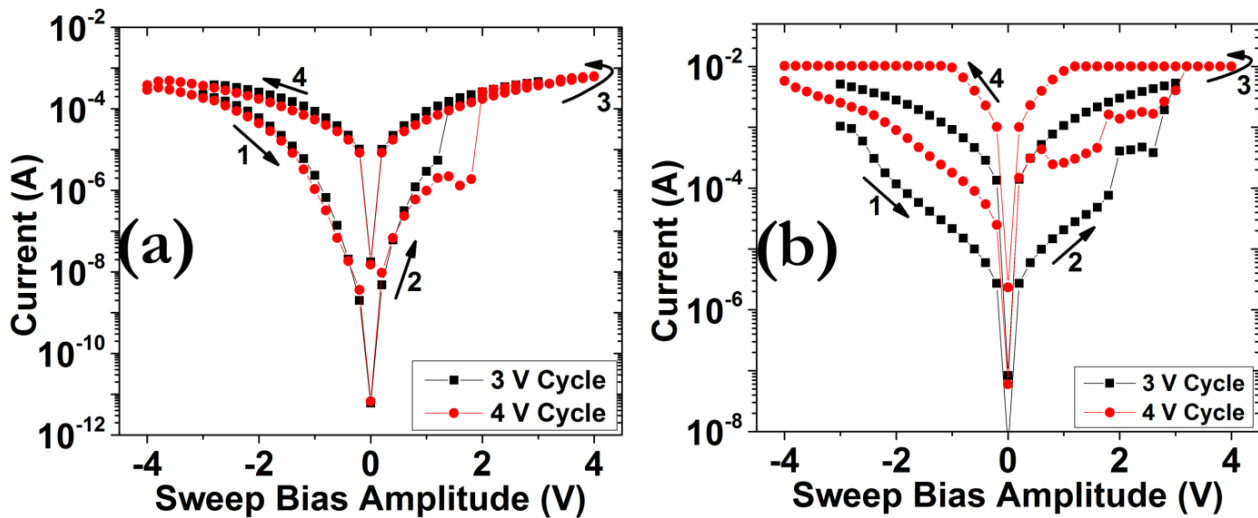 10⁻²
10⁻⁴
10⁻⁶
10⁻⁸
10⁻¹⁰
10⁻¹²
Current (A)
(a)
1
2
3
4
3 V Cycle
4 V Cycle
-4 -2 0 2 4
Sweep Bias Amplitude (V)
10⁻²
10⁻⁴
10⁻⁶
10⁻⁸
Current (A)
(b)
1
2
3
4
3 V Cycle
4 V Cycle
-4 -2 0 2 4
Sweep Bias Amplitude (V)